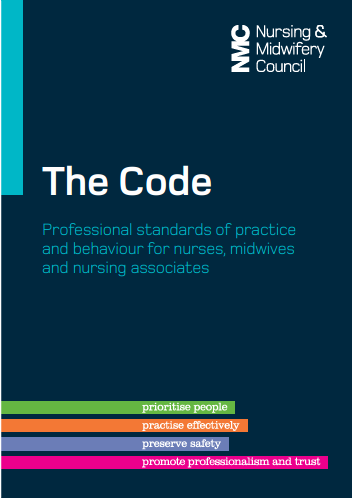 NMC
Nursing &
Midwifery
Council
The Code
Professional standards of practice
and behaviour for nurses, midwives
and nursing associates
prioritise people
practise effectively
preserve safety
promote professionalism and trust